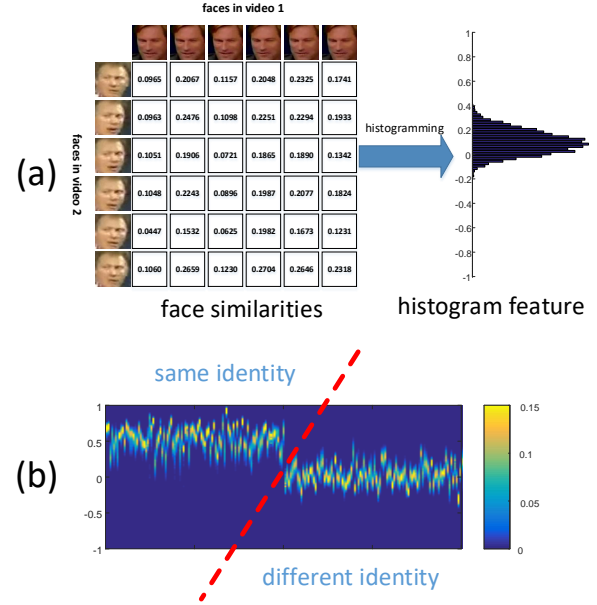 faces in video 1
faces in video 2
0.0965 0.2067 0.1157 0.2048 0.2325 0.1741
0.0963 0.2476 0.1098 0.2251 0.2294 0.1933
0.1051 0.1906 0.0721 0.1865 0.1890 0.1342
0.1048 0.2243 0.0896 0.1987 0.2077 0.1824
0.0447 0.1532 0.0625 0.1982 0.1673 0.1231
0.1060 0.2659 0.1230 0.2704 0.2646 0.2318
(a)
histogramming
1
0.8
0.6
0.4
0.2
0
0.2
0.4
0.6
0.8
-1
face similarities
histogram feature
same identity
(b)
1
0.5
0
-0.5
-1
0.15
0.1
0.05
0
different identity